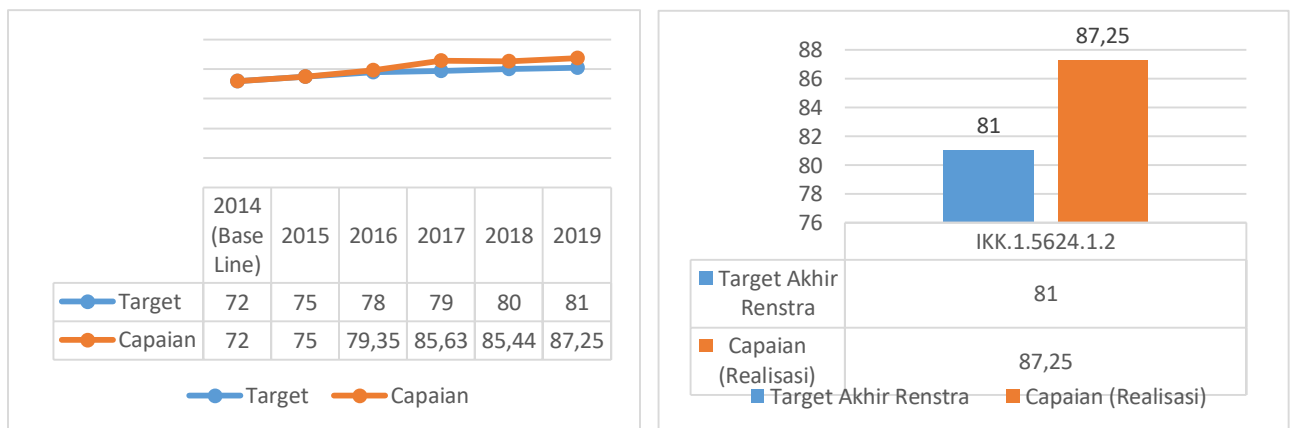 2014 (Base Line) 2015 2016 2017 2018 2019
Target 72 75 78 79 80 81
Capaian 72 75 79,35 85,63 85,44 87,25
Target Capaian
87,25
81
88
86
84
82
80
78
76
IKK.1.5624.1.2
Target Akhir Renstra 81
Capaian (Realisasi) 87,25
Target Akhir Renstra Capaian (Realisasi)